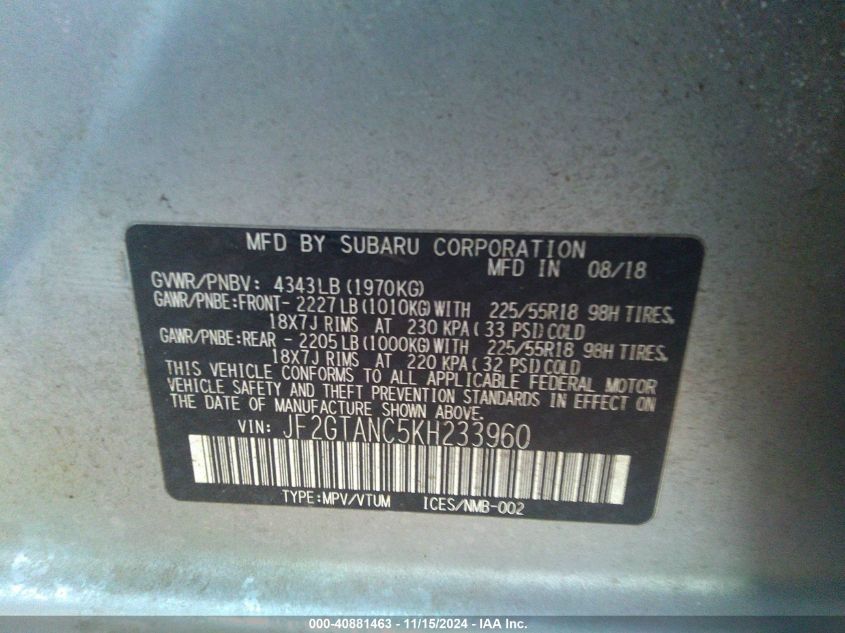 MFD BY SUBARU CORPORATION
MFD IN 08/18
GVWR/PNBV: 4343LB (1970KG)
GAWR/PNBE:FRONT- 2227LB(1010KG)WITH 225/55R18 98H TIRES,
18X7J RIMS AT 230 KPA( 33 PSI)COLD
GAWR/PNBE:REAR - 2205LB(1000KG)WITH 225/55R18 98H TIRES,
18X7J RIMS AT 220 KPA( 32 PSI)COLD
THIS VEHICLE CONFORMS TO ALL APPLICABLE FEDERAL MOTOR
VEHICLE SAFETY AND THEFT PREVENTION STANDARDS IN EFFECT ON
THE DATE OF MANUFACTURE SHOWN ABOVE.
VIN: JF2GTANC5KH233960
TYPE:MPV/VTUM ICES/NMB-002
000-40881463 - 11/15/2024 - IAA Inc.